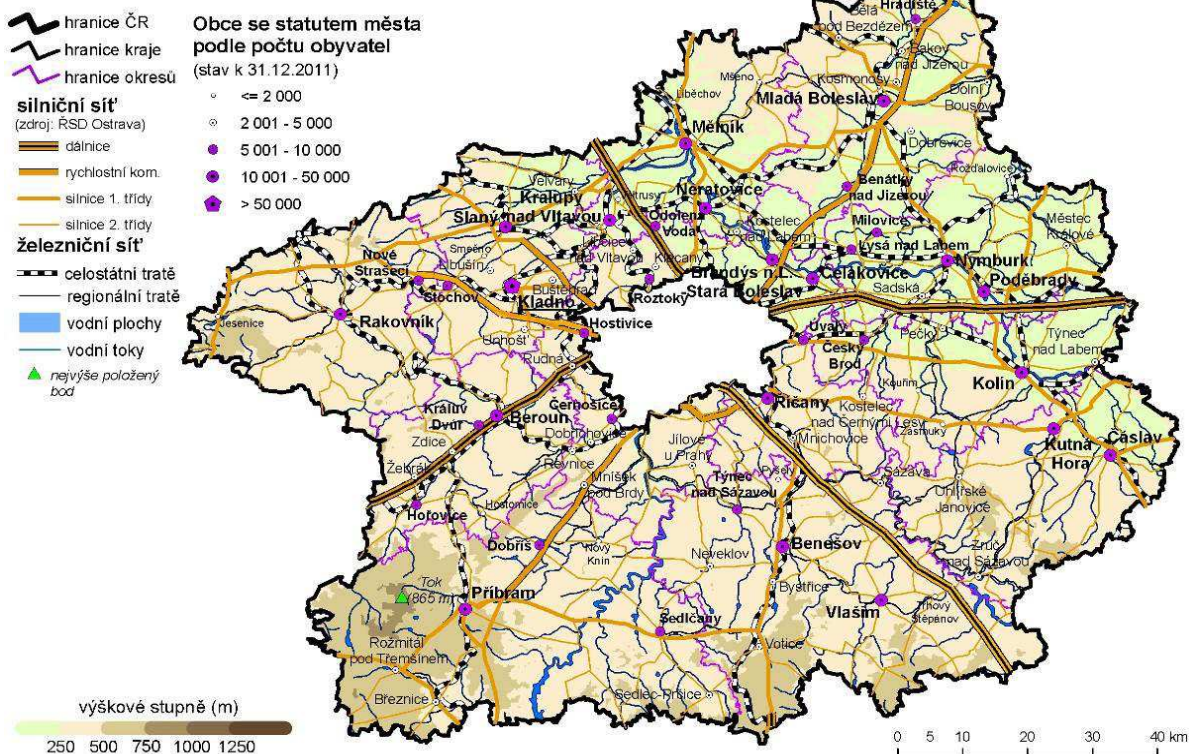 hranice ČR
hranice kraje
hranice okresů
silniční síť
(zdroj: ŘSD Ostrava)
dálnice
rychlostní kom.
silnice 1. třídy
silnice 2. třídy
železniční síť
celostátní tratě
regionální tratě
vodní plochy
vodní toky
nejvýše položený
bod
Obce se statutem města
podle počtu obyvatel
(stav k 31.12.2011)
<= 2 000
2 001 - 5 000
5 001 - 10 000
10 001 - 50 000
> 50 000
Hradiště
Bělá
pod Bezdězem
Bakov
nad Jizerou
Mšeno
Kosmonosy
Liběchov
Mladá Boleslav
Dolní
Bousov
Mělník
Dobrovice
Rožďalovice
Velvary
Kralupy
nad Vltavou
Neratovice
Benátky
nad Jizerou
Slaný
Odolena
Voda
Kostelec
nad Labem
Milovice
Městec
Králové
Smečno
Libušín
Libčice
nad Vltavou
Klecany
Lysá nad Labem
Nymburk
Nové
Strašecí
Stochov
Buštěhrad
Kladno
Roztoky
Brandýs n.L.
Stará Boleslav
Čelákovice
Sadská
Poděbrady
Jesenice
Rakovník
Unhošť
Hostivice
Rudná
Úvaly
Český
Brod
Pečky
Týnec
nad Labem
Kouřim
Kolín
Králův
Dvůr
Beroun
Černošice
Zdice
Dobřichovice
Řevnice
Říčany
Kostelec
nad Černými Lesy
Zásmuky
Kutná
Hora
Čáslav
Žebrák
Jílové
u Prahy
Mnichovice
Mníšek
pod Brdy
Pyšely
Týnec
nad Sázavou
Sázava
Uhlířské
Janovice
Hořovice
Hostomice
Dobříš
Nový
Knín
Neveklov
Benešov
Zruč
nad Sázavou
Tok
(865 m)
Příbram
Bystřice
Vlašim
Trhový
Štěpánov
Sedlčany
Votice
Rožmitál
pod Třemšínem
Březnice
Sedlec-Prčice
výškové stupně (m)
250 500 750 1000 1250
0 5 10 20 30 40 km